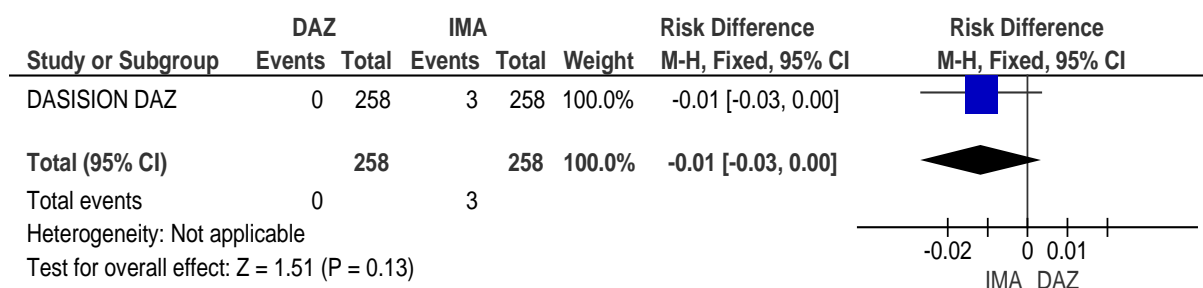 DAZ IMA Risk Difference Risk Difference
Study or Subgroup Events Total Events Total Weight M-H, Fixed, 95% CI M-H, Fixed, 95% CI
DASISION DAZ 0 258 3 258 100.0% -0.01 [-0.03, 0.00]
Total (95% CI) 258 258 100.0% -0.01 [-0.03, 0.00]
Total events 0 3
Heterogeneity: Not applicable
Test for overall effect: Z = 1.51 (P = 0.13)
-0.02 0 0.01
IMA DAZ